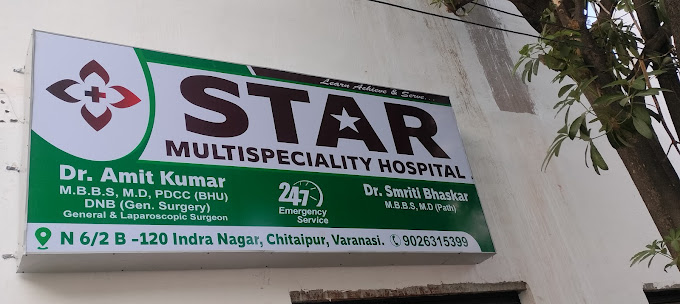 Learn Achieve & Serve...
STAR
MULTISPECIALITY HOSPITAL
Dr. Amit Kumar
M.B.B.S, M.D, PDCC (BHU)
DNB (Gen. Surgery)
General & Laparoscopic Surgeon
24/7
Emergency
Service
Dr. Smriti Bhaskar
M.B.B.S, M.D (Path)
N 6/2 B -120 Indra Nagar, Chitaipur, Varanasi. 9026315399